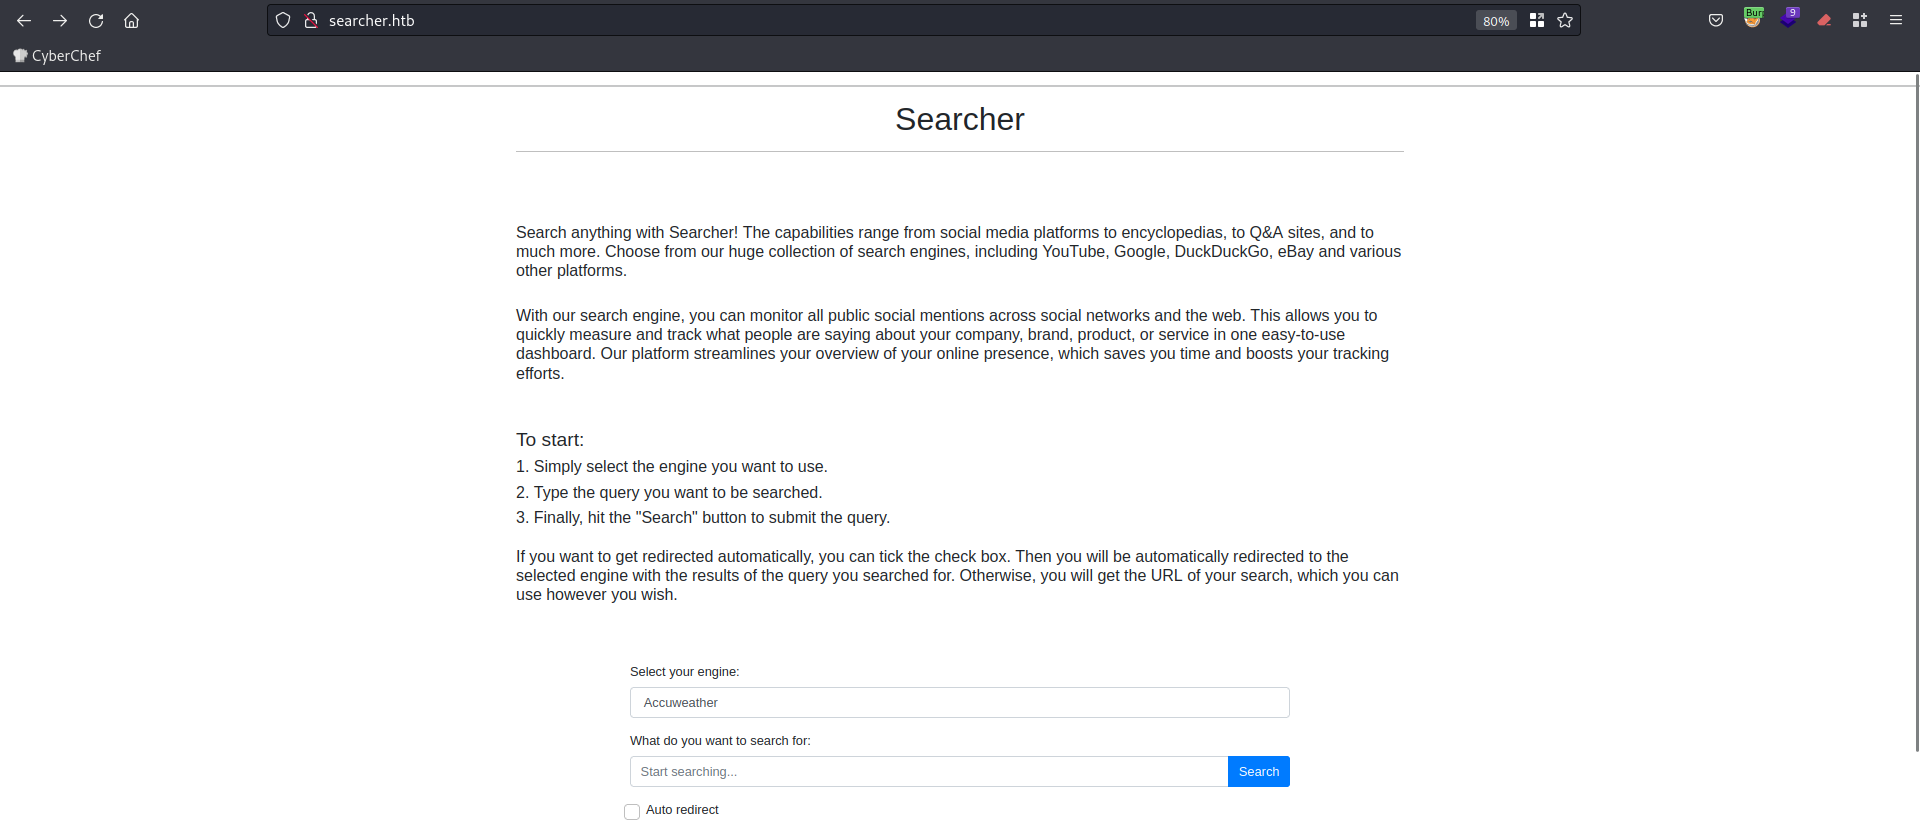 searcher.htb
80%
Burp
9
CyberChef
Searcher
Search anything with Searcher! The capabilities range from social media platforms to encyclopedias, to Q&A sites, and to
much more. Choose from our huge collection of search engines, including YouTube, Google, DuckDuckGo, eBay and various
other platforms.
With our search engine, you can monitor all public social mentions across social networks and the web. This allows you to
quickly measure and track what people are saying about your company, brand, product, or service in one easy-to-use
dashboard. Our platform streamlines your overview of your online presence, which saves you time and boosts your tracking
efforts.
To start:
1. Simply select the engine you want to use.
2. Type the query you want to be searched.
3. Finally, hit the "Search" button to submit the query.
If you want to get redirected automatically, you can tick the check box. Then you will be automatically redirected to the
selected engine with the results of the query you searched for. Otherwise, you will get the URL of your search, which you can
use however you wish.
Select your engine:
Accuweather
What do you want to search for:
Start searching...
Search
Auto redirect